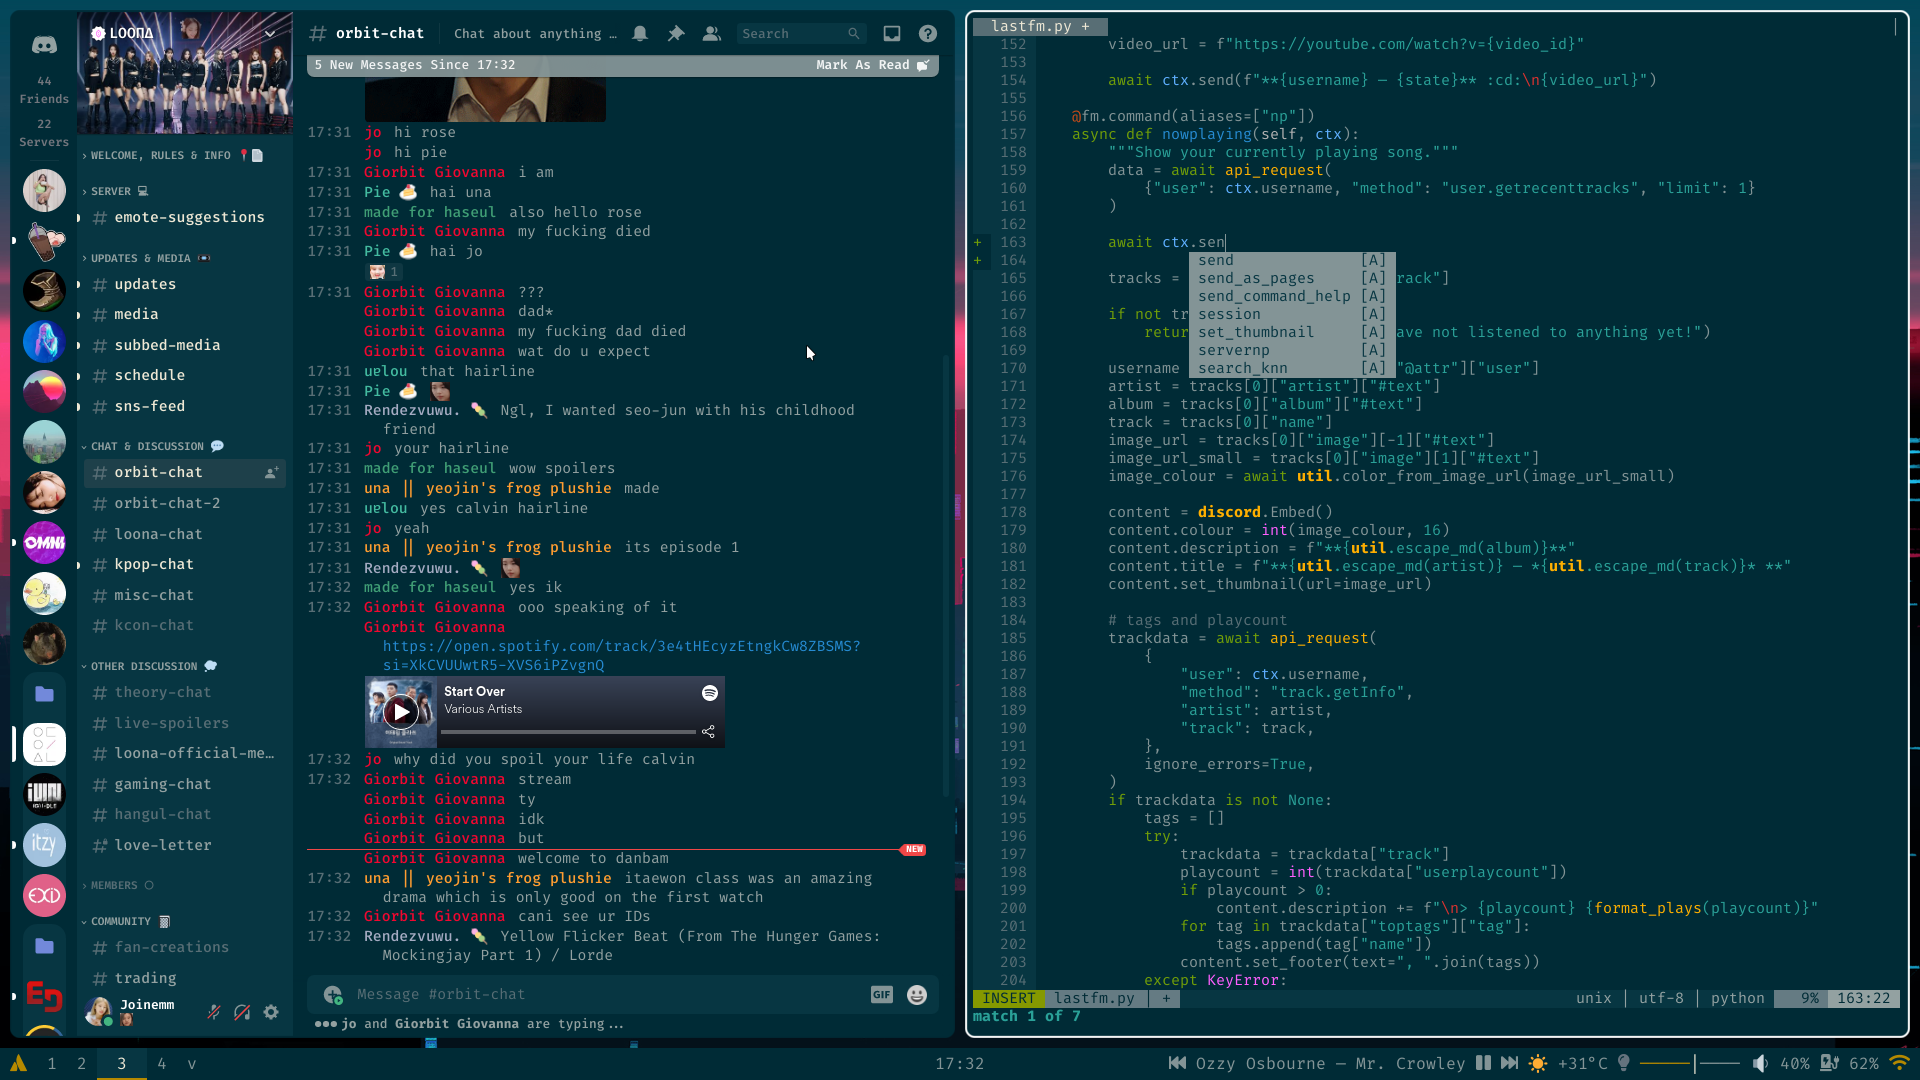 44
Friends
22
Servers
LOOΠΔ
WELCOME, RULES & INFO
SERVER
# emote-suggestions
UPDATES & MEDIA
# updates
# media
# subbed-media
# schedule
# sns-feed
CHAT & DISCUSSION
# orbit-chat
# orbit-chat-2
# loona-chat
# kpop-chat
# misc-chat
# kcon-chat
OTHER DISCUSSION
# theory-chat
# live-spoilers
# loona-official-me…
# gaming-chat
# hangul-chat
# love-letter
MEMBERS
COMMUNITY
# fan-creations
# trading
Joinemm
OMNI
itzy
EXID
# orbit-chat
Chat about anything …
Search
5 New Messages Since 17:32
Mark As Read
17:31 jo hi rose
jo hi pie
17:31 Giorbit Giovanna i am
17:31 Pie hai una
17:31 made for haseul also hello rose
17:31 Giorbit Giovanna my fucking died
17:31 Pie hai jo
1
17:31 Giorbit Giovanna ???
Giorbit Giovanna dad*
Giorbit Giovanna my fucking dad died
Giorbit Giovanna wat do u expect
17:31 uelou that hairline
17:31 Pie
17:31 Rendezvuwu. Ngl, I wanted seo-jun with his childhood
friend
17:31 jo your hairline
17:31 made for haseul wow spoilers
17:31 una || yeojin's frog plushie made
17:31 uelou yes calvin hairline
17:31 jo yeah
17:31 una || yeojin's frog plushie its episode 1
17:31 Rendezvuwu.
17:32 made for haseul yes ik
17:32 Giorbit Giovanna ooo speaking of it
Giorbit Giovanna
https://open.spotify.com/track/3e4tHEcyzEtngkCw8ZBSMS?
si=XkCVUUwtR5-XVS6iPZvgnQ
Start Over
Various Artists
17:32 jo why did you spoil your life calvin
17:32 Giorbit Giovanna stream
Giorbit Giovanna ty
Giorbit Giovanna idk
Giorbit Giovanna but
NEW
Giorbit Giovanna welcome to danbam
17:32 una || yeojin's frog plushie itaewon class was an amazing
drama which is only good on the first watch
17:32 Giorbit Giovanna cani see ur IDs
17:32 Rendezvuwu. Yellow Flicker Beat (From The Hunger Games:
Mockingjay Part 1) / Lorde
Message #orbit-chat
GIF
jo and Giorbit Giovanna are typing...
lastfm.py +
152 video_url = f"https://youtube.com/watch?v={video_id}"
153
154 await ctx.send(f"**{username} — {state}** :cd:\n{video_url}")
155
156 @fm.command(aliases=["np"])
157 async def nowplaying(self, ctx):
158 """Show your currently playing song."""
159 data = await api_request(
160 {"user": ctx.username, "method": "user.getrecenttracks", "limit": 1}
161 )
162
+ 163 await ctx.sen
+ 164 send [A]
165 tracks = send_as_pages [A] rack"]
166 send_command_help [A]
167 if not tr session [A]
168 retur set_thumbnail [A] ave not listened to anything yet!")
169 servernp [A]
170 username search_knn [A] "@attr"]["user"]
171 artist = tracks[0]["artist"]["#text"]
172 album = tracks[0]["album"]["#text"]
173 track = tracks[0]["name"]
174 image_url = tracks[0]["image"][-1]["#text"]
175 image_url_small = tracks[0]["image"][1]["#text"]
176 image_colour = await util.color_from_image_url(image_url_small)
177
178 content = discord.Embed()
179 content.colour = int(image_colour, 16)
180 content.description = f"**{util.escape_md(album)}**"
181 content.title = f"**{util.escape_md(artist)} — *{util.escape_md(track)}* **"
182 content.set_thumbnail(url=image_url)
183
184 # tags and playcount
185 trackdata = await api_request(
186 {
187 "user": ctx.username,
188 "method": "track.getInfo",
189 "artist": artist,
190 "track": track,
191 },
192 ignore_errors=True,
193 )
194 if trackdata is not None:
195 tags = []
196 try:
197 trackdata = trackdata["track"]
198 playcount = int(trackdata["userplaycount"])
199 if playcount > 0:
200 content.description += f"\n> {playcount} {format_plays(playcount)}"
201 for tag in trackdata["toptags"]["tag"]:
202 tags.append(tag["name"])
203 content.set_footer(text=", ".join(tags))
204 except KeyError:
INSERT lastfm.py +
unix | utf-8 | python 9% 163:22
match 1 of 7
1 2 3 4 v
17:32
Ozzy Osbourne — Mr. Crowley
+31°C
40%
62%